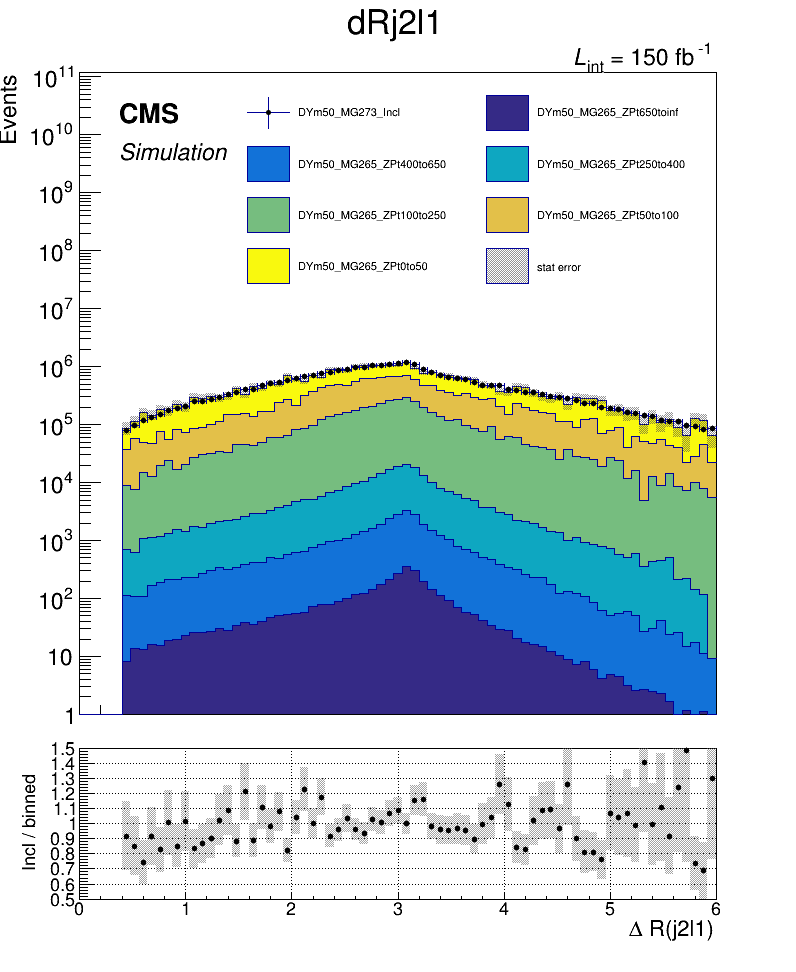 dRj2l1
L_int = 150 fb^-1
Events
10^11
10^10
10^9
10^8
10^7
10^6
10^5
10^4
10^3
10^2
10
1
CMS
Simulation
DYm50_MG273_Incl
DYm50_MG265_ZPt650toinf
DYm50_MG265_ZPt400to650
DYm50_MG265_ZPt250to400
DYm50_MG265_ZPt100to250
DYm50_MG265_ZPt50to100
DYm50_MG265_ZPt0to50
stat error
Incl / binned
1.5
1.4
1.3
1.2
1.1
1
0.9
0.8
0.7
0.6
0.5
0 1 2 3 4 5 6
Δ R(j2l1)